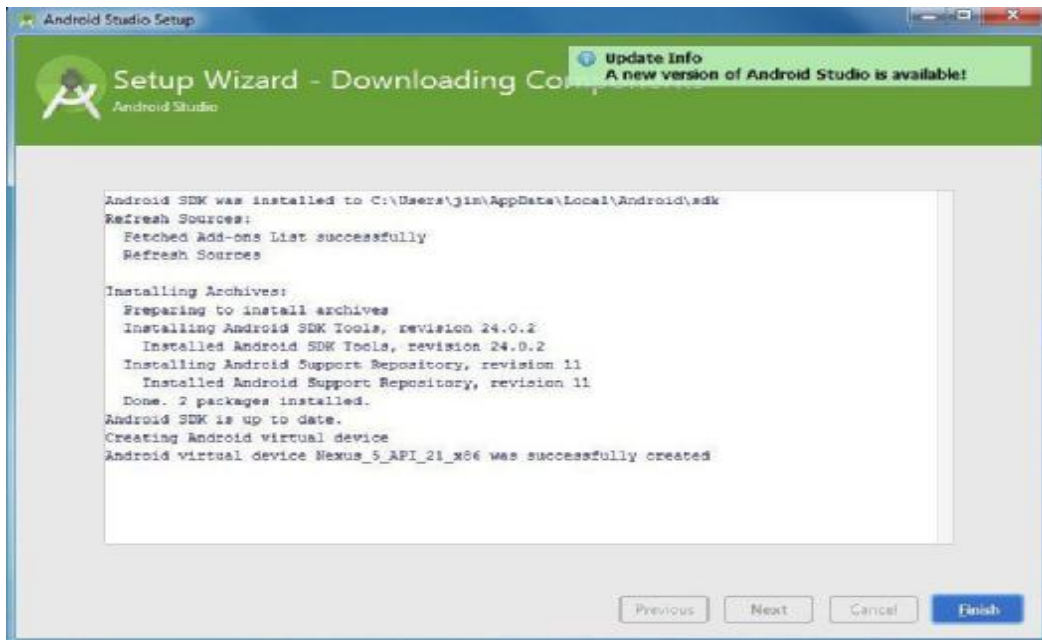 Android Studio Setup
Update Info
A new version of Android Studio is available!
Setup Wizard - Downloading Components
Android Studio
Android SDK was installed to C:\Users\jin\AppData\Local\Android\sdk
Refresh Sources:
Fetched Add-ons List successfully
Refresh Sources
Installing Archives:
Preparing to install archives
Installing Android SDK Tools, revision 24.0.2
Installed Android SDK Tools, revision 24.0.2
Installing Android Support Repository, revision 11
Installed Android Support Repository, revision 11
Done. 2 packages installed.
Android SDK is up to date.
Creating Android virtual device
Android virtual device Nexus_5_API_21_x86 was successfully created
Previous
Next
Cancel
Finish